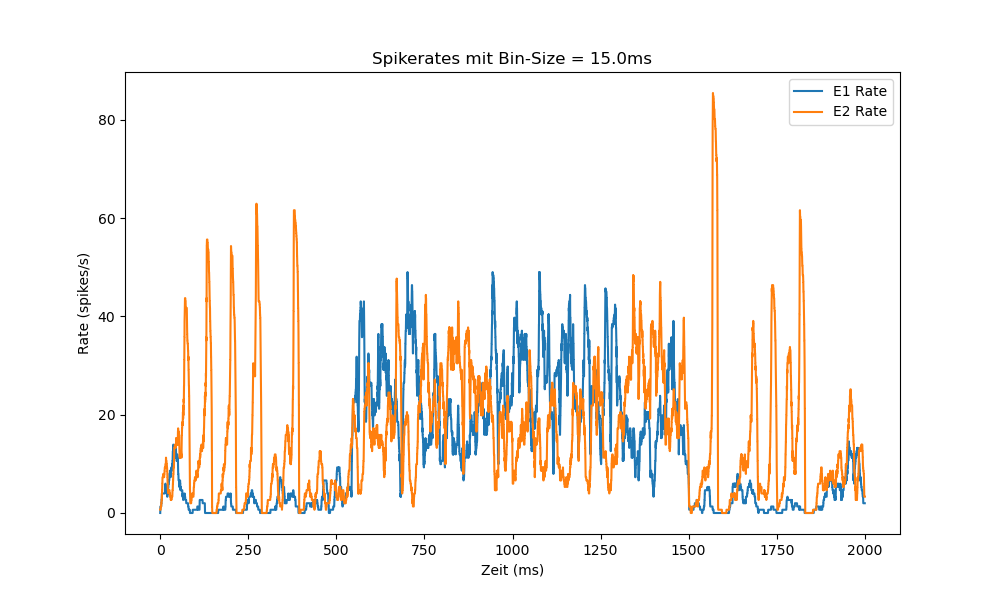 Spikerates mit Bin-Size = 15.0ms
E1 Rate
E2 Rate
Rate (spikes/s)
80
60
40
20
0
0 250 500 750 1000 1250 1500 1750 2000
Zeit (ms)